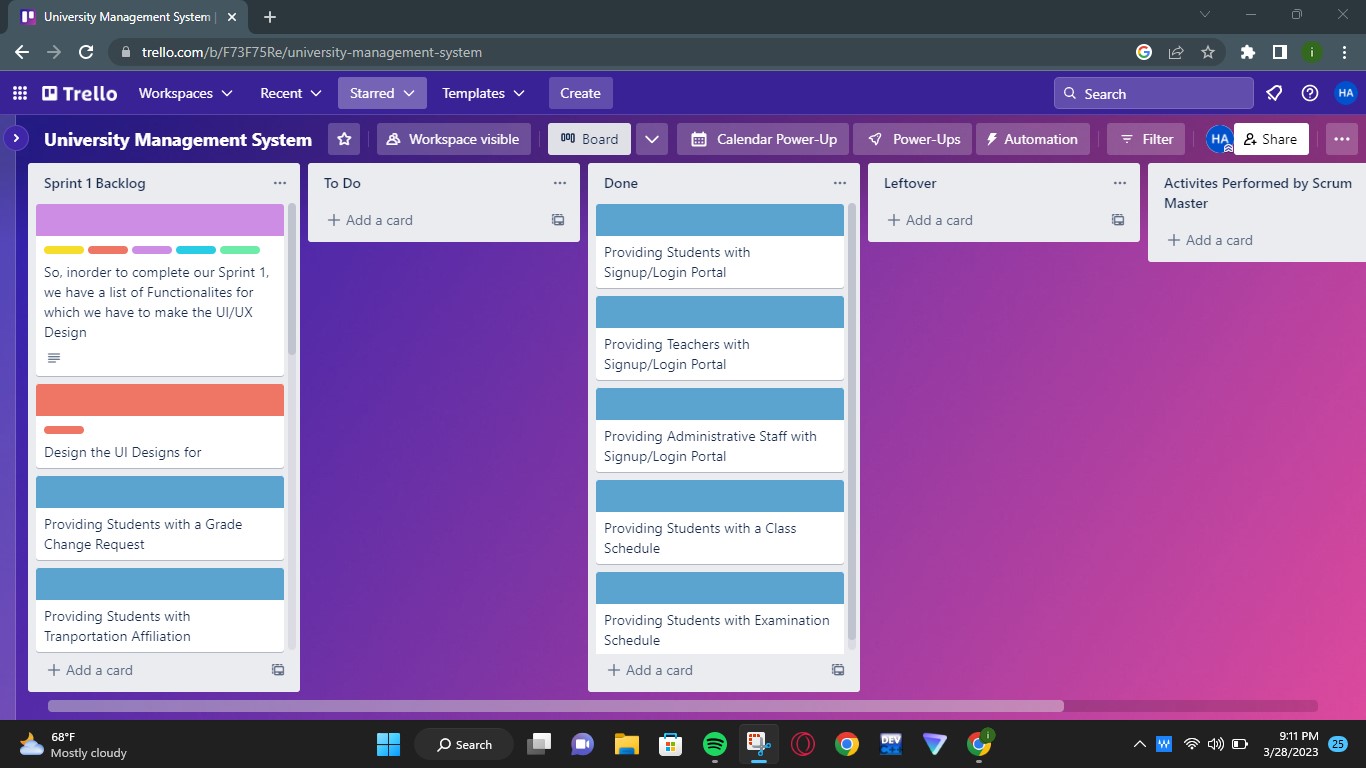 University Management System |
trello.com/b/F73F75Re/university-management-system
i
Trello
Workspaces
Recent
Starred
Templates
Create
Search
HA
University Management System
Workspace visible
Board
Calendar Power-Up
Power-Ups
Automation
Filter
HA
Share
Sprint 1 Backlog
So, inorder to complete our Sprint 1,
we have a list of Functionalites for
which we have to make the UI/UX
Design
Design the UI Designs for
Providing Students with a Grade
Change Request
Providing Students with
Tranportation Affiliation
+ Add a card
To Do
+ Add a card
Done
Providing Students with
Signup/Login Portal
Providing Teachers with
Signup/Login Portal
Providing Administrative Staff with
Signup/Login Portal
Providing Students with a Class
Schedule
Providing Students with Examination
Schedule
+ Add a card
Leftover
+ Add a card
Activites Performed by Scrum
Master
+ Add a card
68°F
Mostly cloudy
Search
DEV
i
9:11 PM
3/28/2023
25